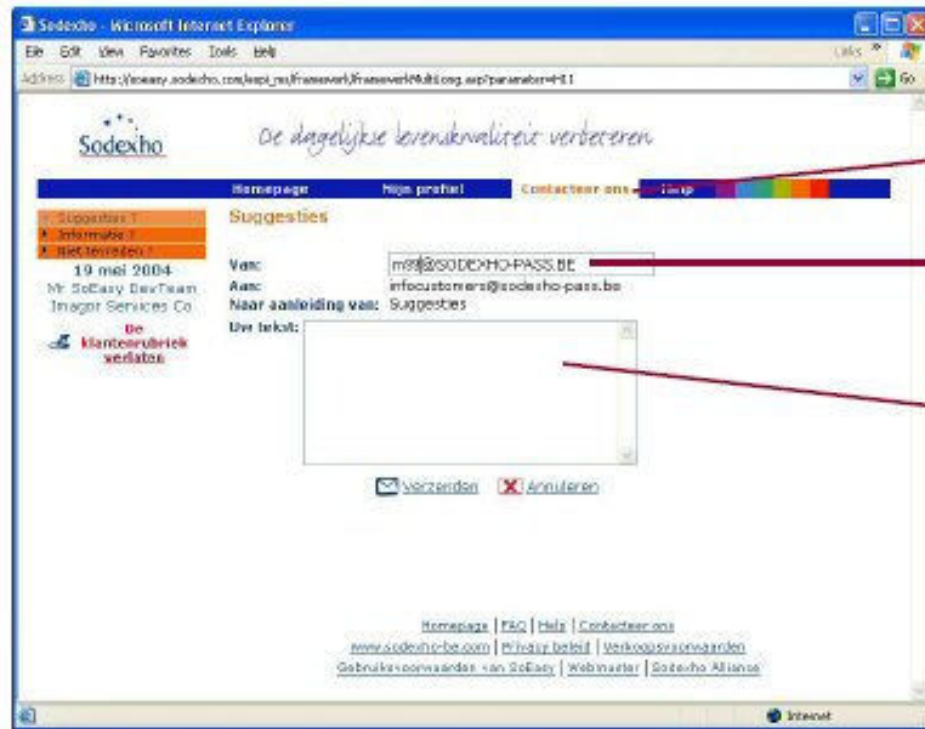 Sodexho - Microsoft Internet Explorer
File Edit View Favorites Tools Help Links »
Address Go
Sodexho
De dagelijkse levenskwaliteit verbeteren
Homepage Mijn profiel Contacteer ons Help
Suggesties ?
Informatie ?
Niet tevreden ?
19 mei 2004
Mr SoEasy DevTeam
Imagor Services Co
De
klantenrubriek
verlaten
Suggesties
Van: m99@SODEXHO-PASS.BE
Aan: infocustomers@sodexho-pass.be
Naar aanleiding van: Suggesties
Uw tekst:
Verzenden Annuleren
Homepage | FAQ | Help | Contacteer ons
www.sodexho-be.com | Privacy beleid | Verkoopsvoorwaarden
Gebruiksvoorwaarden van SoEasy | Webmaster | Sodexho Alliance
Internet